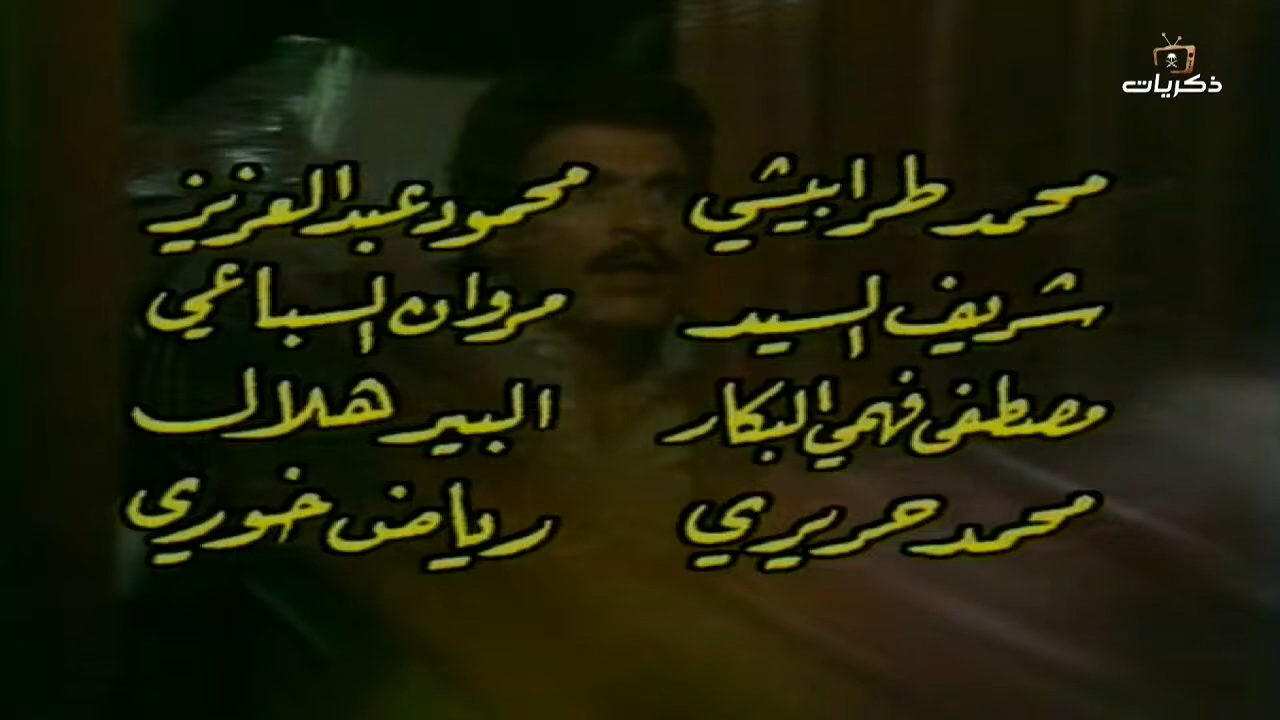 ذكريات
محمد طرابيشي محمود عبد العزيز
شريف السيد مروان السباعي
مصطفى فهمي البكار البير هلال
محمد حريري رياض خوري